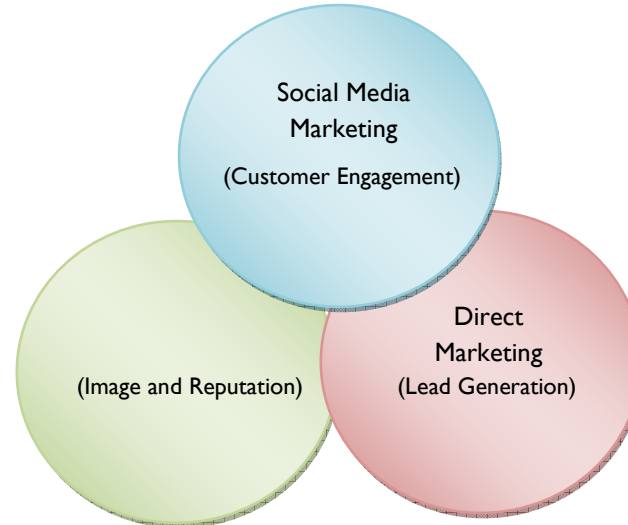 Social Media
Marketing
(Customer Engagement)
(Image and Reputation)
Direct
Marketing
(Lead Generation)